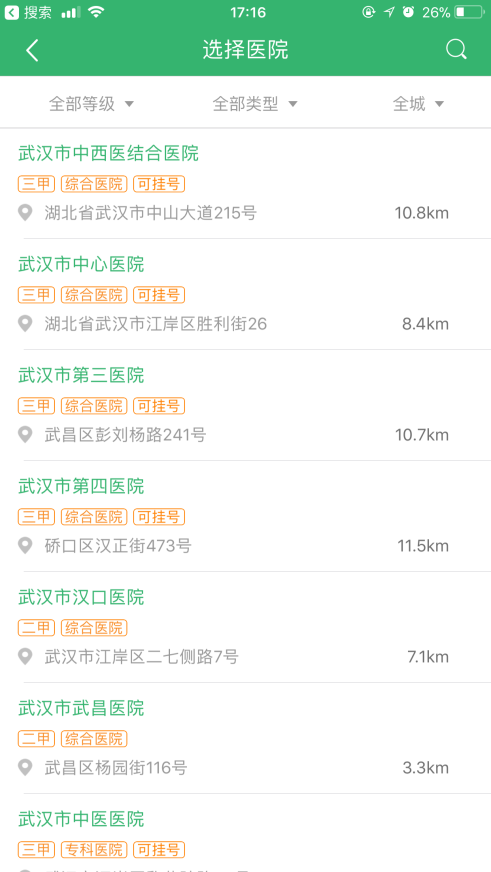 搜索 17:16 26%
选择医院
全部等级 全部类型 全城
武汉市中西医结合医院
三甲 综合医院 可挂号
湖北省武汉市中山大道215号 10.8km
武汉市中心医院
三甲 综合医院 可挂号
湖北省武汉市江岸区胜利街26 8.4km
武汉市第三医院
三甲 综合医院 可挂号
武昌区彭刘杨路241号 10.7km
武汉市第四医院
三甲 综合医院 可挂号
硚口区汉正街473号 11.5km
武汉市汉口医院
二甲 综合医院
武汉市江岸区二七侧路7号 7.1km
武汉市武昌医院
二甲 综合医院
武昌区杨园街116号 3.3km
武汉市中医医院
三甲 专科医院 可挂号